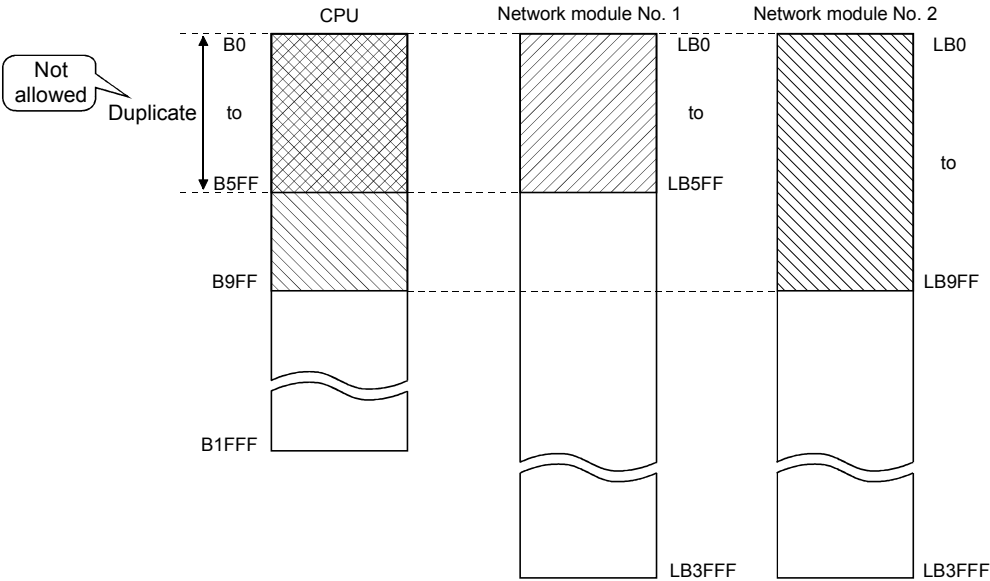 CPU
Network module No. 1
Network module No. 2
B0
LB0
LB0
Not
allowed
Duplicate
to
to
to
B5FF
LB5FF
B9FF
LB9FF
B1FFF
LB3FFF
LB3FFF